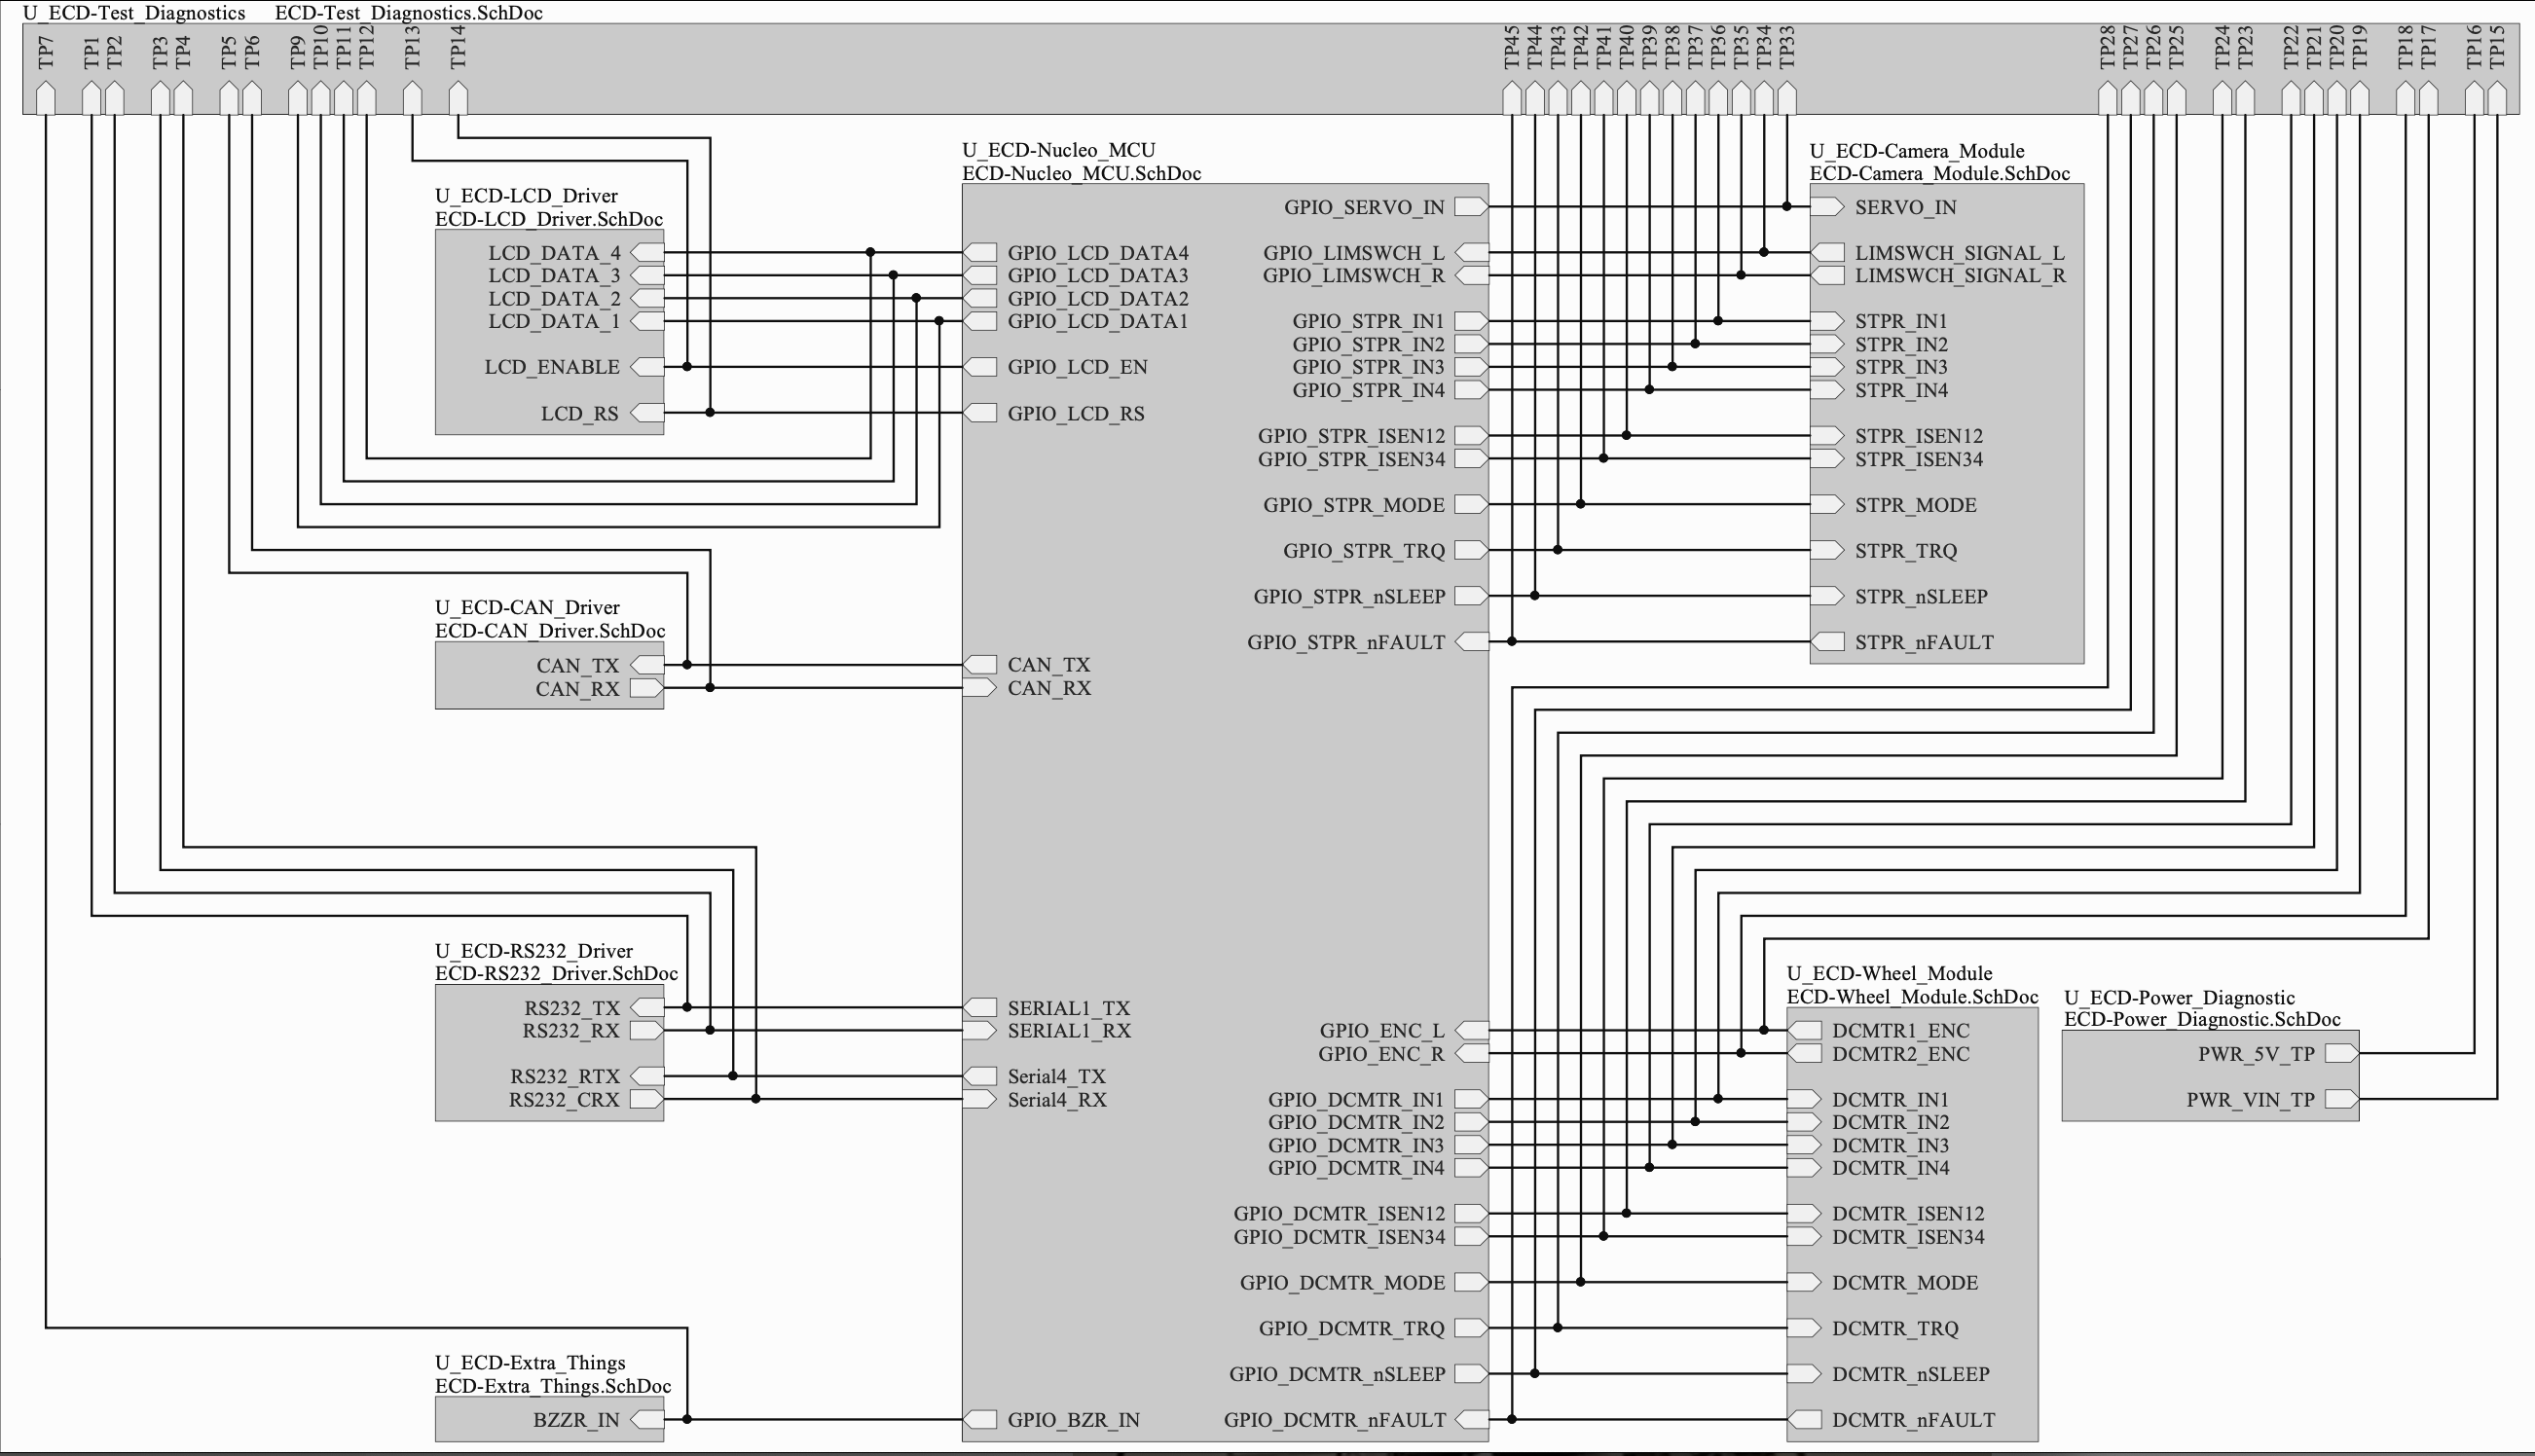 U_ECD-Test_Diagnostics ECD-Test_Diagnostics.SchDoc
TP7
TP1
TP2
TP3
TP4
TP5
TP6
TP9
TP10
TP11
TP12
TP13
TP14
TP45
TP44
TP43
TP42
TP41
TP40
TP39
TP38
TP37
TP36
TP35
TP34
TP33
TP28
TP27
TP26
TP25
TP24
TP23
TP22
TP21
TP20
TP19
TP18
TP17
TP16
TP15
U_ECD-LCD_Driver
ECD-LCD_Driver.SchDoc
LCD_DATA_4
LCD_DATA_3
LCD_DATA_2
LCD_DATA_1
LCD_ENABLE
LCD_RS
U_ECD-CAN_Driver
ECD-CAN_Driver.SchDoc
CAN_TX
CAN_RX
U_ECD-RS232_Driver
ECD-RS232_Driver.SchDoc
RS232_TX
RS232_RX
RS232_RTX
RS232_CRX
U_ECD-Extra_Things
ECD-Extra_Things.SchDoc
BZZR_IN
U_ECD-Nucleo_MCU
ECD-Nucleo_MCU.SchDoc
GPIO_LCD_DATA4
GPIO_LCD_DATA3
GPIO_LCD_DATA2
GPIO_LCD_DATA1
GPIO_LCD_EN
GPIO_LCD_RS
CAN_TX
CAN_RX
SERIAL1_TX
SERIAL1_RX
Serial4_TX
Serial4_RX
GPIO_BZR_IN
GPIO_SERVO_IN
GPIO_LIMSWCH_L
GPIO_LIMSWCH_R
GPIO_STPR_IN1
GPIO_STPR_IN2
GPIO_STPR_IN3
GPIO_STPR_IN4
GPIO_STPR_ISEN12
GPIO_STPR_ISEN34
GPIO_STPR_MODE
GPIO_STPR_TRQ
GPIO_STPR_nSLEEP
GPIO_STPR_nFAULT
GPIO_ENC_L
GPIO_ENC_R
GPIO_DCMTR_IN1
GPIO_DCMTR_IN2
GPIO_DCMTR_IN3
GPIO_DCMTR_IN4
GPIO_DCMTR_ISEN12
GPIO_DCMTR_ISEN34
GPIO_DCMTR_MODE
GPIO_DCMTR_TRQ
GPIO_DCMTR_nSLEEP
GPIO_DCMTR_nFAULT
U_ECD-Camera_Module
ECD-Camera_Module.SchDoc
SERVO_IN
LIMSWCH_SIGNAL_L
LIMSWCH_SIGNAL_R
STPR_IN1
STPR_IN2
STPR_IN3
STPR_IN4
STPR_ISEN12
STPR_ISEN34
STPR_MODE
STPR_TRQ
STPR_nSLEEP
STPR_nFAULT
U_ECD-Wheel_Module
ECD-Wheel_Module.SchDoc
DCMTR1_ENC
DCMTR2_ENC
DCMTR_IN1
DCMTR_IN2
DCMTR_IN3
DCMTR_IN4
DCMTR_ISEN12
DCMTR_ISEN34
DCMTR_MODE
DCMTR_TRQ
DCMTR_nSLEEP
DCMTR_nFAULT
U_ECD-Power_Diagnostic
ECD-Power_Diagnostic.SchDoc
PWR_5V_TP
PWR_VIN_TP